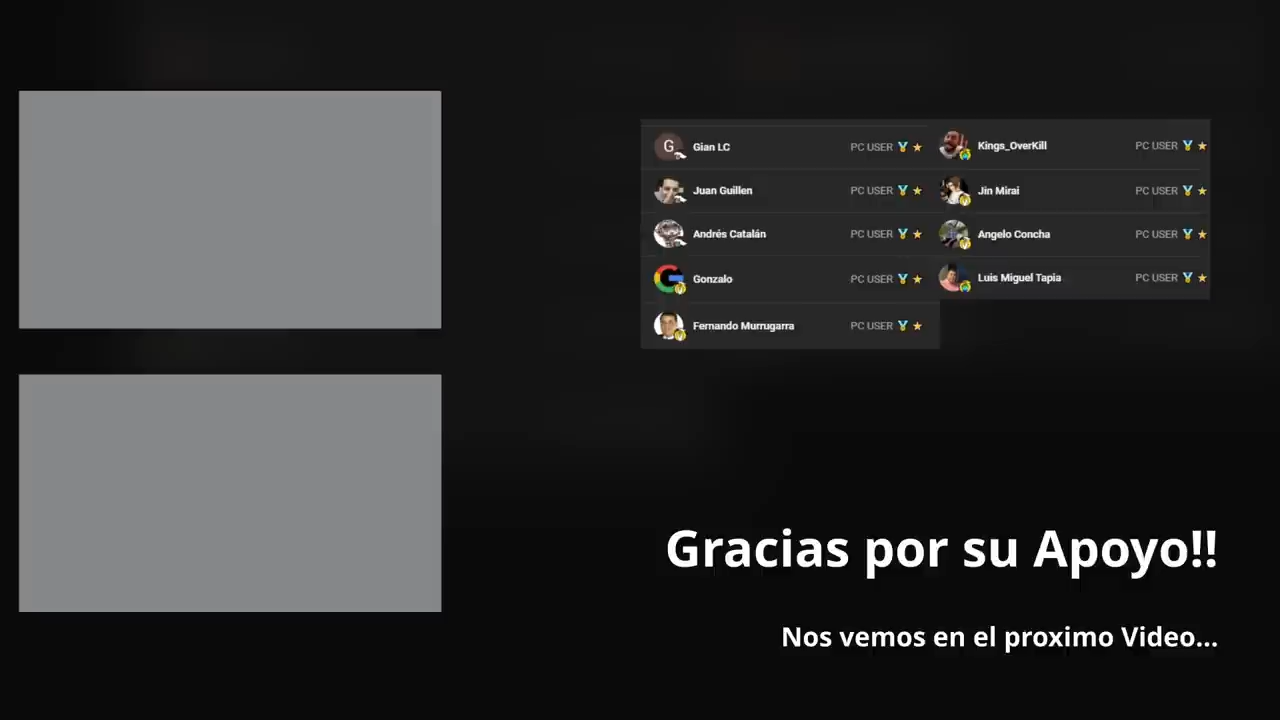 G Gian LC PC USER
Juan Guillen PC USER
Andrés Catalán PC USER
Gonzalo PC USER
Fernando Murrugarra PC USER
Kings_OverKill PC USER
Jin Mirai PC USER
Angelo Concha PC USER
Luis Miguel Tapia PC USER
Gracias por su Apoyo!!
Nos vemos en el proximo Video...